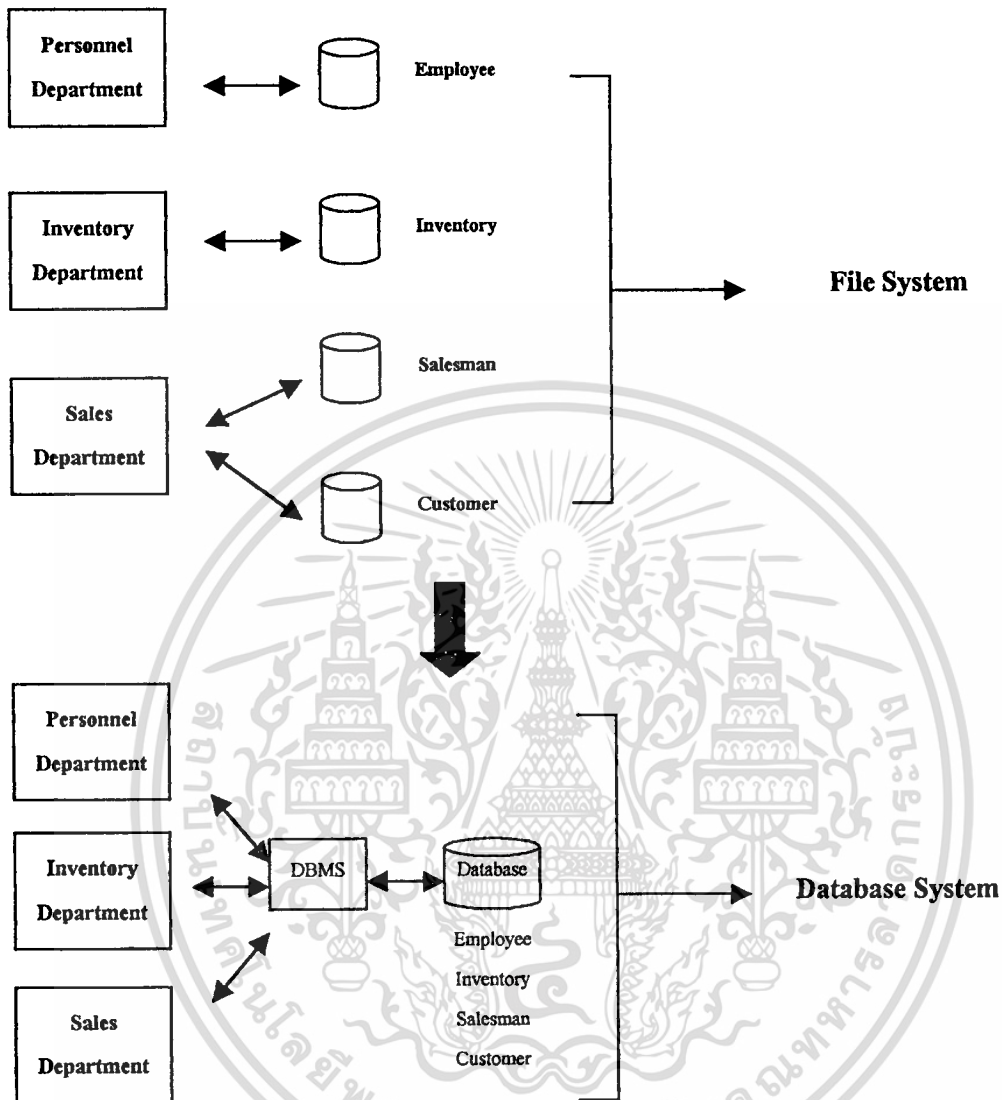 Personnel
Department
Employee
Inventory
Department
Inventory
File System
Salesman
Sales
Department
Customer
Personnel
Department
Inventory
Department
DBMS
Database
Database System
Employee
Inventory
Salesman
Customer
Sales
Department